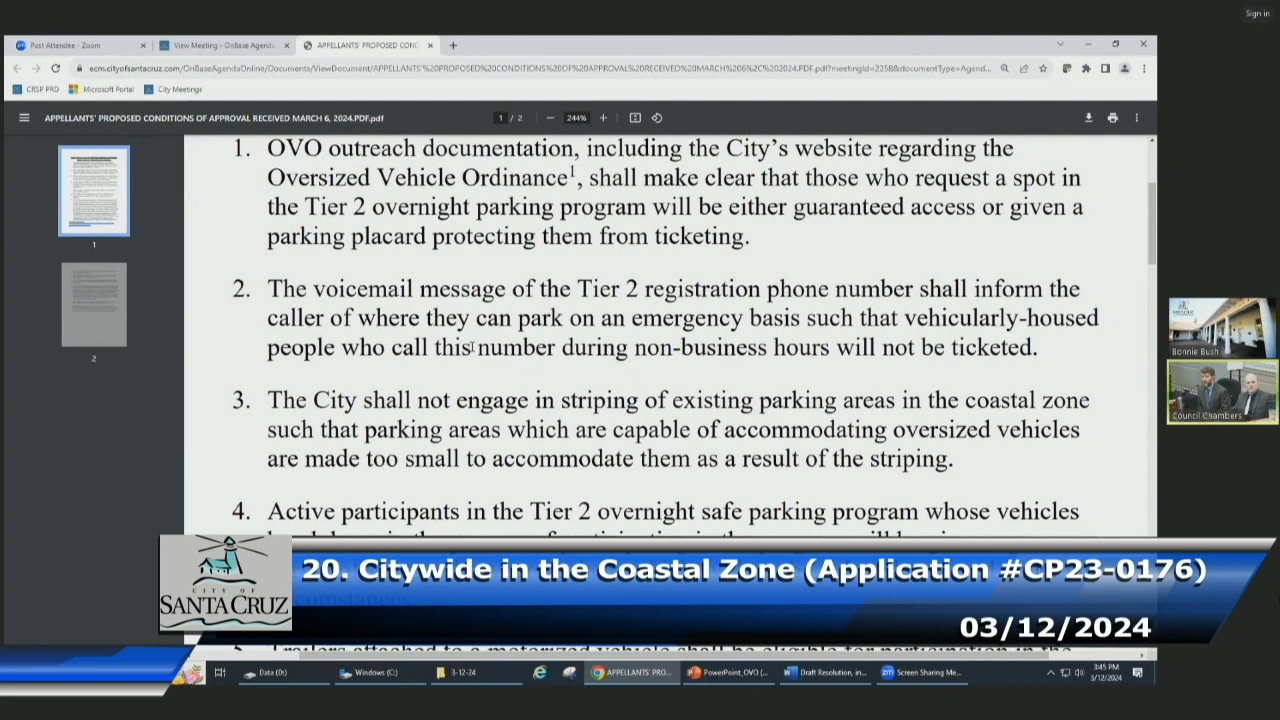 Sign in
Post Attendee - Zoom
View Meeting - OnBase Agenda
APPELLANTS' PROPOSED CONC
ecm.cityofsantacruz.com/OnBaseAgendaOnline/Documents/ViewDocument/APPELLANTS'%20PROPOSED%20CONDITIONS%20OF%20APPROVAL%20RECEIVED%20MARCH%206%2C%202024.PDF.pdf?meetingId=2258&documentType=Agend...
CRSP PRD
Microsoft Portal
City Meetings
APPELLANTS' PROPOSED CONDITIONS OF APPROVAL RECEIVED MARCH 6, 2024.PDF.pdf
1 / 2
244%
1
2
1. OVO outreach documentation, including the City's website regarding the
Oversized Vehicle Ordinance1, shall make clear that those who request a spot in
the Tier 2 overnight parking program will be either guaranteed access or given a
parking placard protecting them from ticketing.
2. The voicemail message of the Tier 2 registration phone number shall inform the
caller of where they can park on an emergency basis such that vehicularly-housed
people who call this number during non-business hours will not be ticketed.
3. The City shall not engage in striping of existing parking areas in the coastal zone
such that parking areas which are capable of accommodating oversized vehicles
are made too small to accommodate them as a result of the striping.
4. Active participants in the Tier 2 overnight safe parking program whose vehicles
Bonnie Bush
Council Chambers
CITY OF
SANTA CRUZ
20. Citywide in the Coastal Zone (Application #CP23-0176)
03/12/2024
Data (D:)
Windows (C:)
3-12-24
APPELLANTS' PRO...
PowerPoint_OVO (...
Draft Resolution, in...
Screen Sharing Me...
3:45 PM
3/12/2024